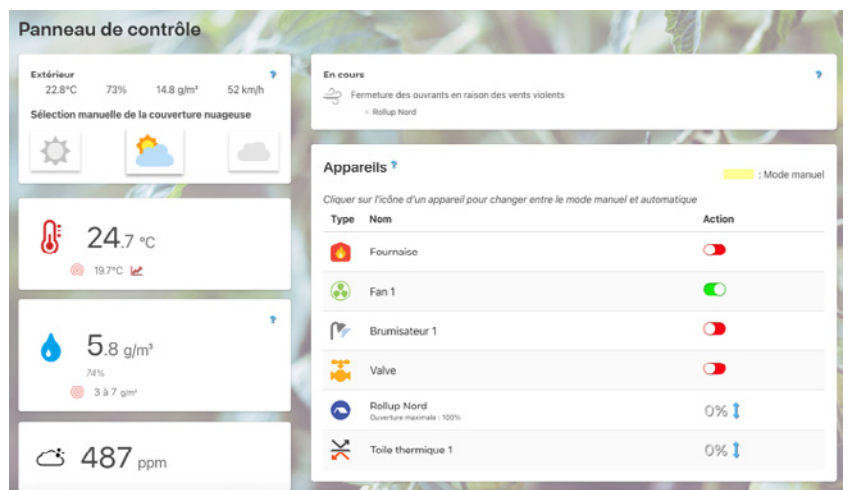 Panneau de contrôle
Extérieur ?
22.8°C 73% 14.8 g/m³ 52 km/h
Sélection manuelle de la couverture nuageuse
24.7 °C
19.7°C
?
5.8 g/m³
74%
3 à 7 g/m³
487 ppm
En cours ?
Fermeture des ouvrants en raison des vents violents
Rollup Nord
Appareils ?
: Mode manuel
Cliquer sur l'icône d'un appareil pour changer entre le mode manuel et automatique
Type Nom Action
Fournaise
Fan 1
Brumisateur 1
Valve
Rollup Nord
Ouverture maximale : 100%
0%
Toile thermique 1 0%